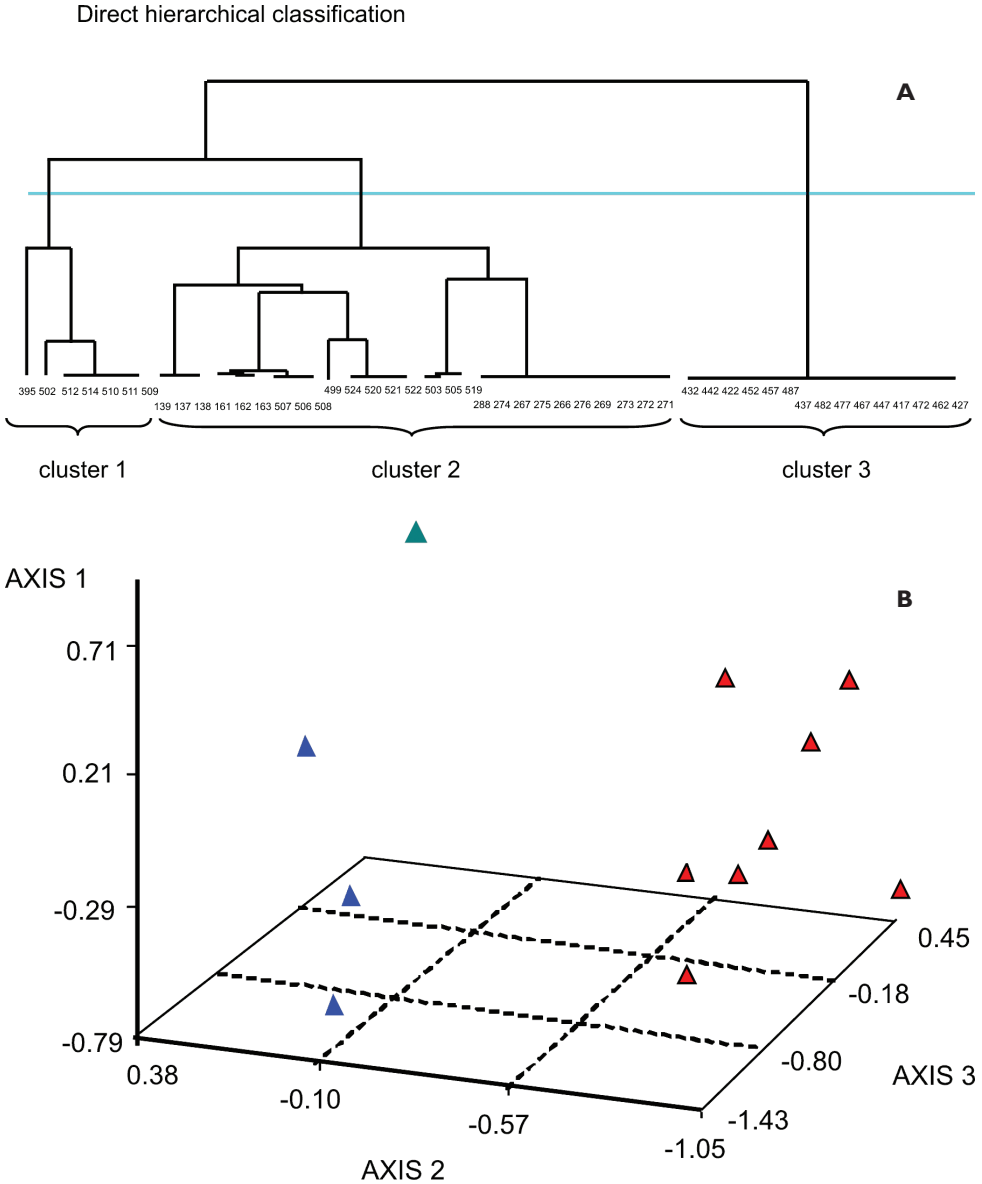 Direct hierarchical classification
A
395 502 512 514 510 511 509
499 524 520 521 522 503 505 519
432 442 422 452 457 487
139 137 138 161 162 163 507 506 508
288 274 267 275 266 276 269 273 272 271
437 482 477 467 447 417 472 462 427
cluster 1
cluster 2
cluster 3
AXIS 1
B
0.71
0.21
-0.29
0.45
-0.18
-0.79
-0.80
0.38
AXIS 3
-0.10
-1.43
-0.57
-1.05
AXIS 2